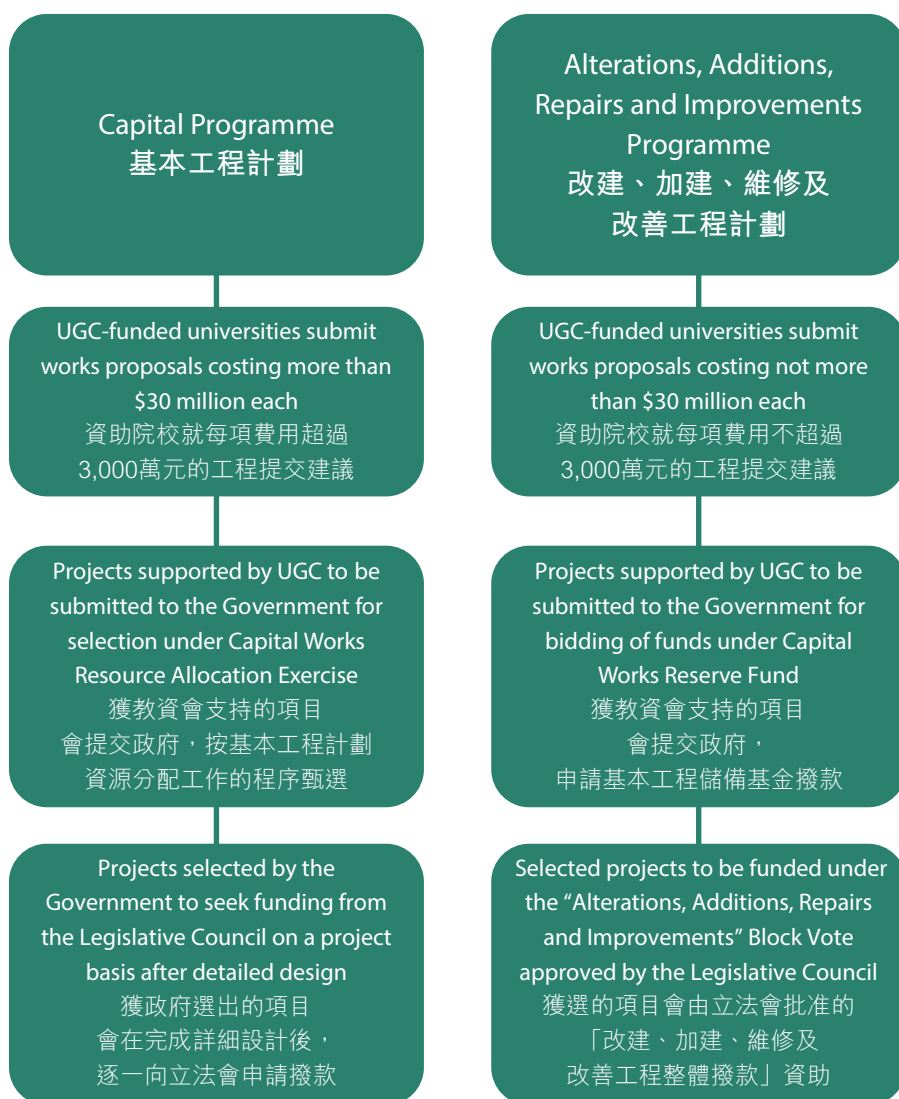 Capital Programme
基本工程計劃
UGC-funded universities submit
works proposals costing more than
$30 million each
資助院校就每項費用超過
3,000萬元的工程提交建議
Projects supported by UGC to be
submitted to the Government for
selection under Capital Works
Resource Allocation Exercise
獲教資會支持的項目
會提交政府，按基本工程計劃
資源分配工作的程序甄選
Projects selected by the
Government to seek funding from
the Legislative Council on a project
basis after detailed design
獲政府選出的項目
會在完成詳細設計後，
逐一向立法會申請撥款
Alterations, Additions,
Repairs and Improvements
Programme
改建、加建、維修及
改善工程計劃
UGC-funded universities submit
works proposals costing not more
than $30 million each
資助院校就每項費用不超過
3,000萬元的工程提交建議
Projects supported by UGC to be
submitted to the Government for
bidding of funds under Capital
Works Reserve Fund
獲教資會支持的項目
會提交政府，
申請基本工程儲備基金撥款
Selected projects to be funded under
the “Alterations, Additions, Repairs
and Improvements” Block Vote
approved by the Legislative Council
獲選的項目會由立法會批准的
「改建、加建、維修及
改善工程整體撥款」資助